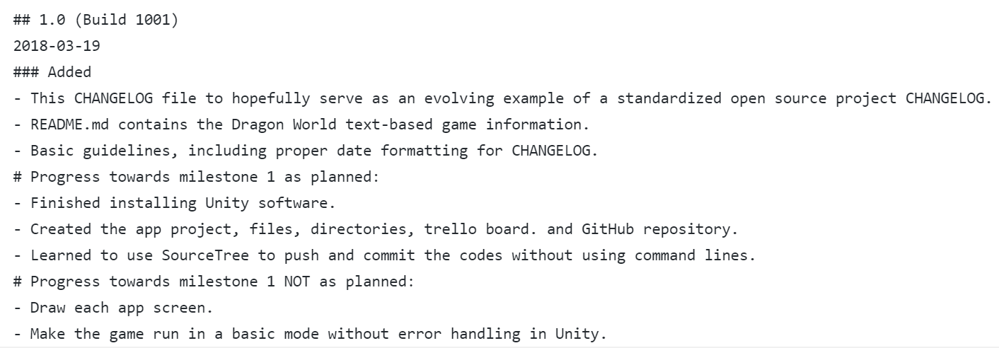 ## 1.0 (Build 1001)
2018-03-19
### Added
- This CHANGELOG file to hopefully serve as an evolving example of a standardized open source project CHANGELOG.
- README.md contains the Dragon World text-based game information.
- Basic guidelines, including proper date formatting for CHANGELOG.
# Progress towards milestone 1 as planned:
- Finished installing Unity software.
- Created the app project, files, directories, trello board. and GitHub repository.
- Learned to use SourceTree to push and commit the codes without using command lines.
# Progress towards milestone 1 NOT as planned:
- Draw each app screen.
- Make the game run in a basic mode without error handling in Unity.